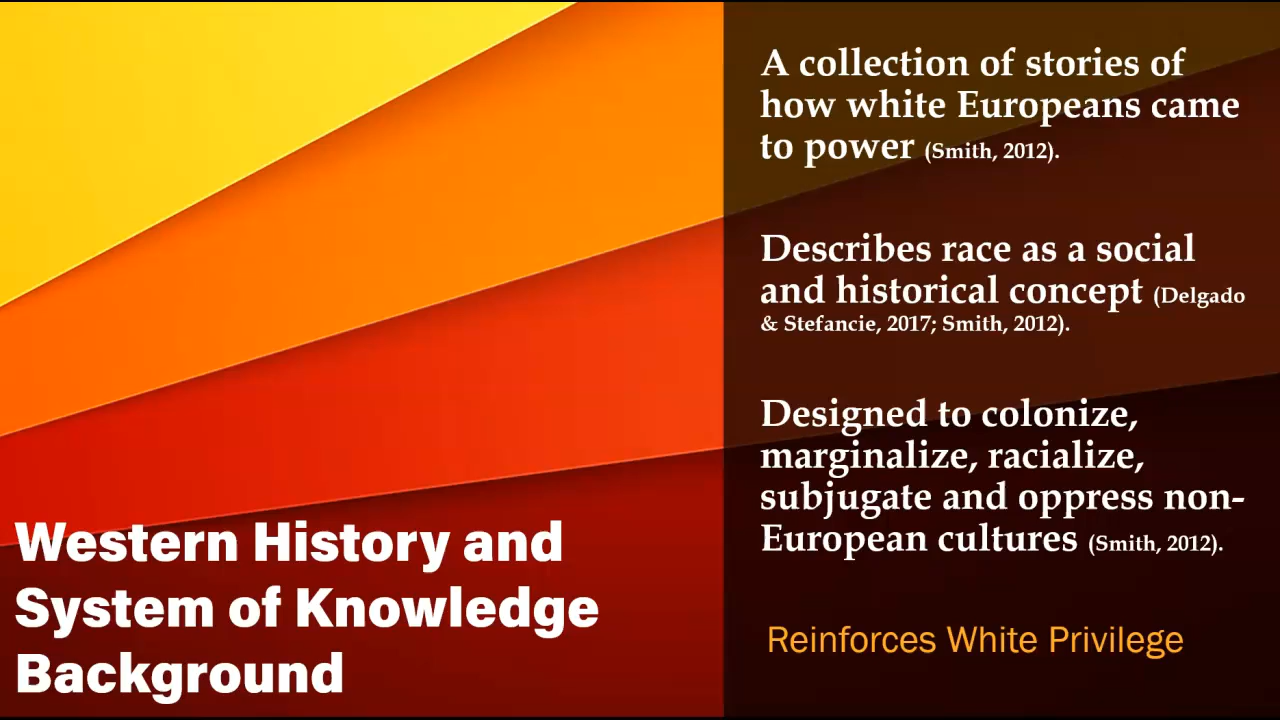 Western History and
System of Knowledge
Background
A collection of stories of
how white Europeans came
to power (Smith, 2012).
Describes race as a social
and historical concept (Delgado
& Stefancie, 2017; Smith, 2012).
Designed to colonize,
marginalize, racialize,
subjugate and oppress non-
European cultures (Smith, 2012).
Reinforces White Privilege